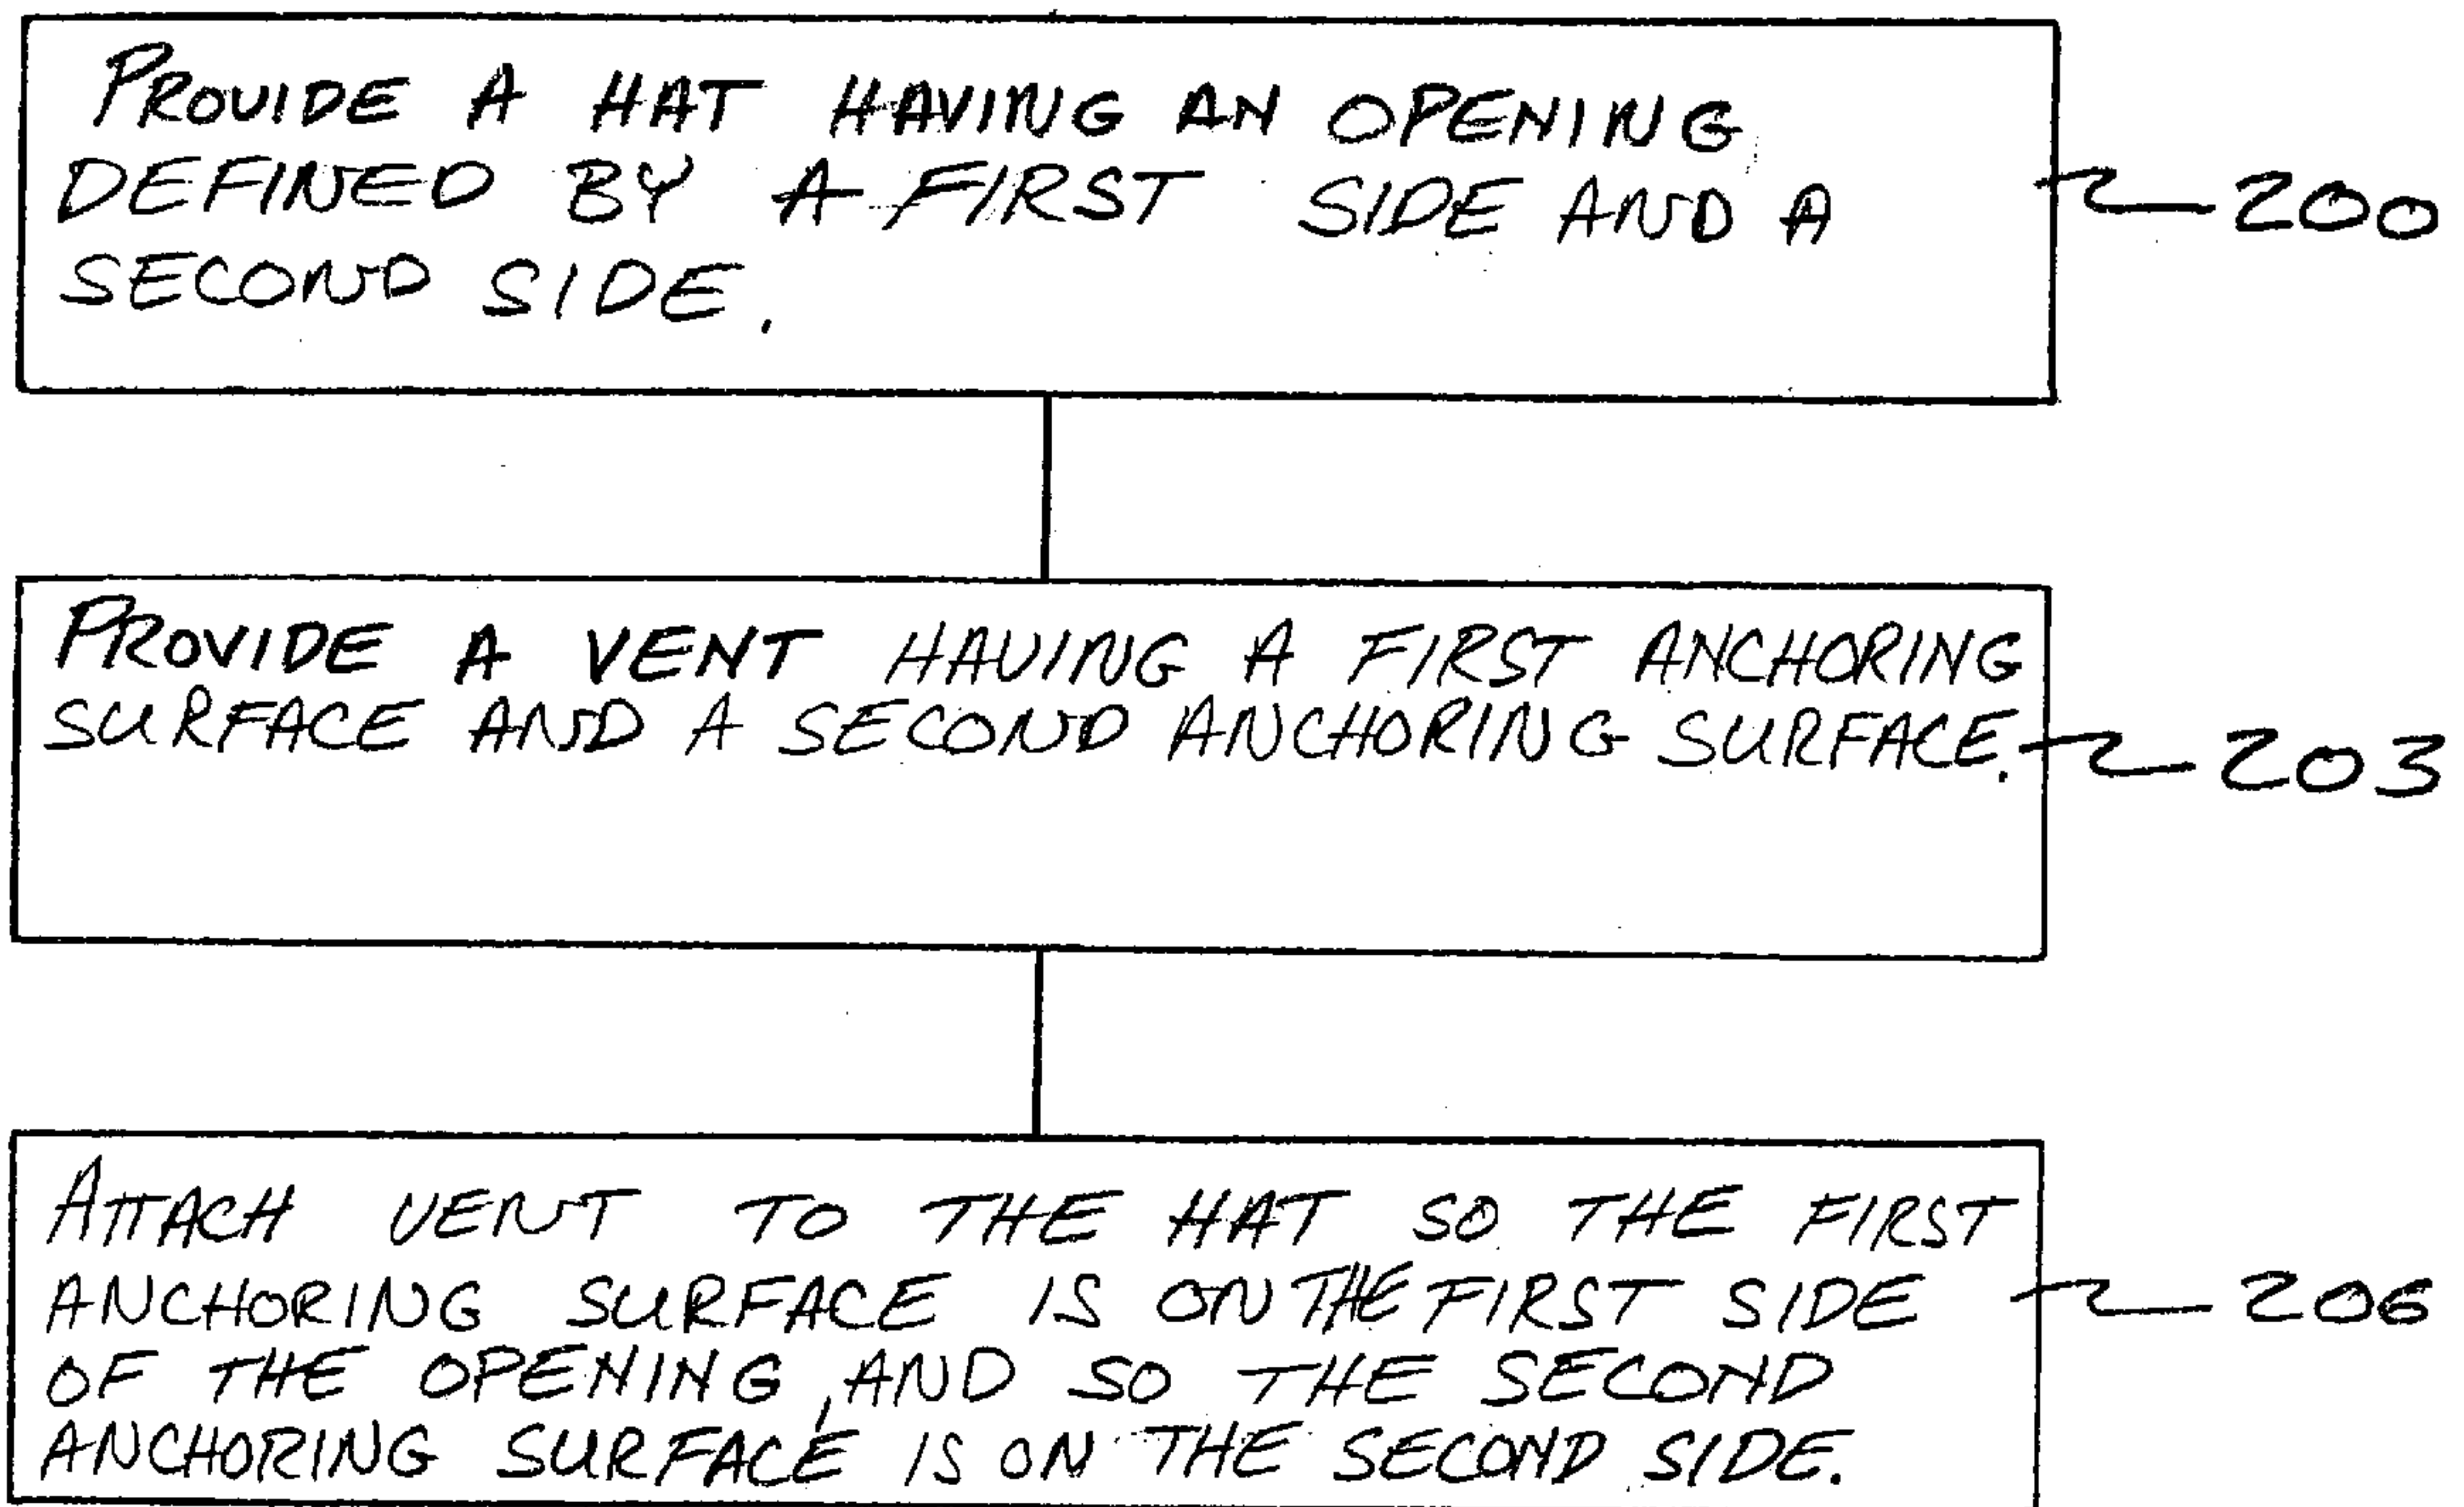 PROVIDE A HAT HAVING AN OPENING
DEFINED BY A FIRST SIDE AND A
SECOND SIDE.
200
PROVIDE A VENT HAVING A FIRST ANCHORING
SURFACE AND A SECOND ANCHORING SURFACE.
203
ATTACH VENT TO THE HAT SO THE FIRST
ANCHORING SURFACE IS ON THE FIRST SIDE
OF THE OPENING, AND SO THE SECOND
ANCHORING SURFACE IS ON THE SECOND SIDE.
206